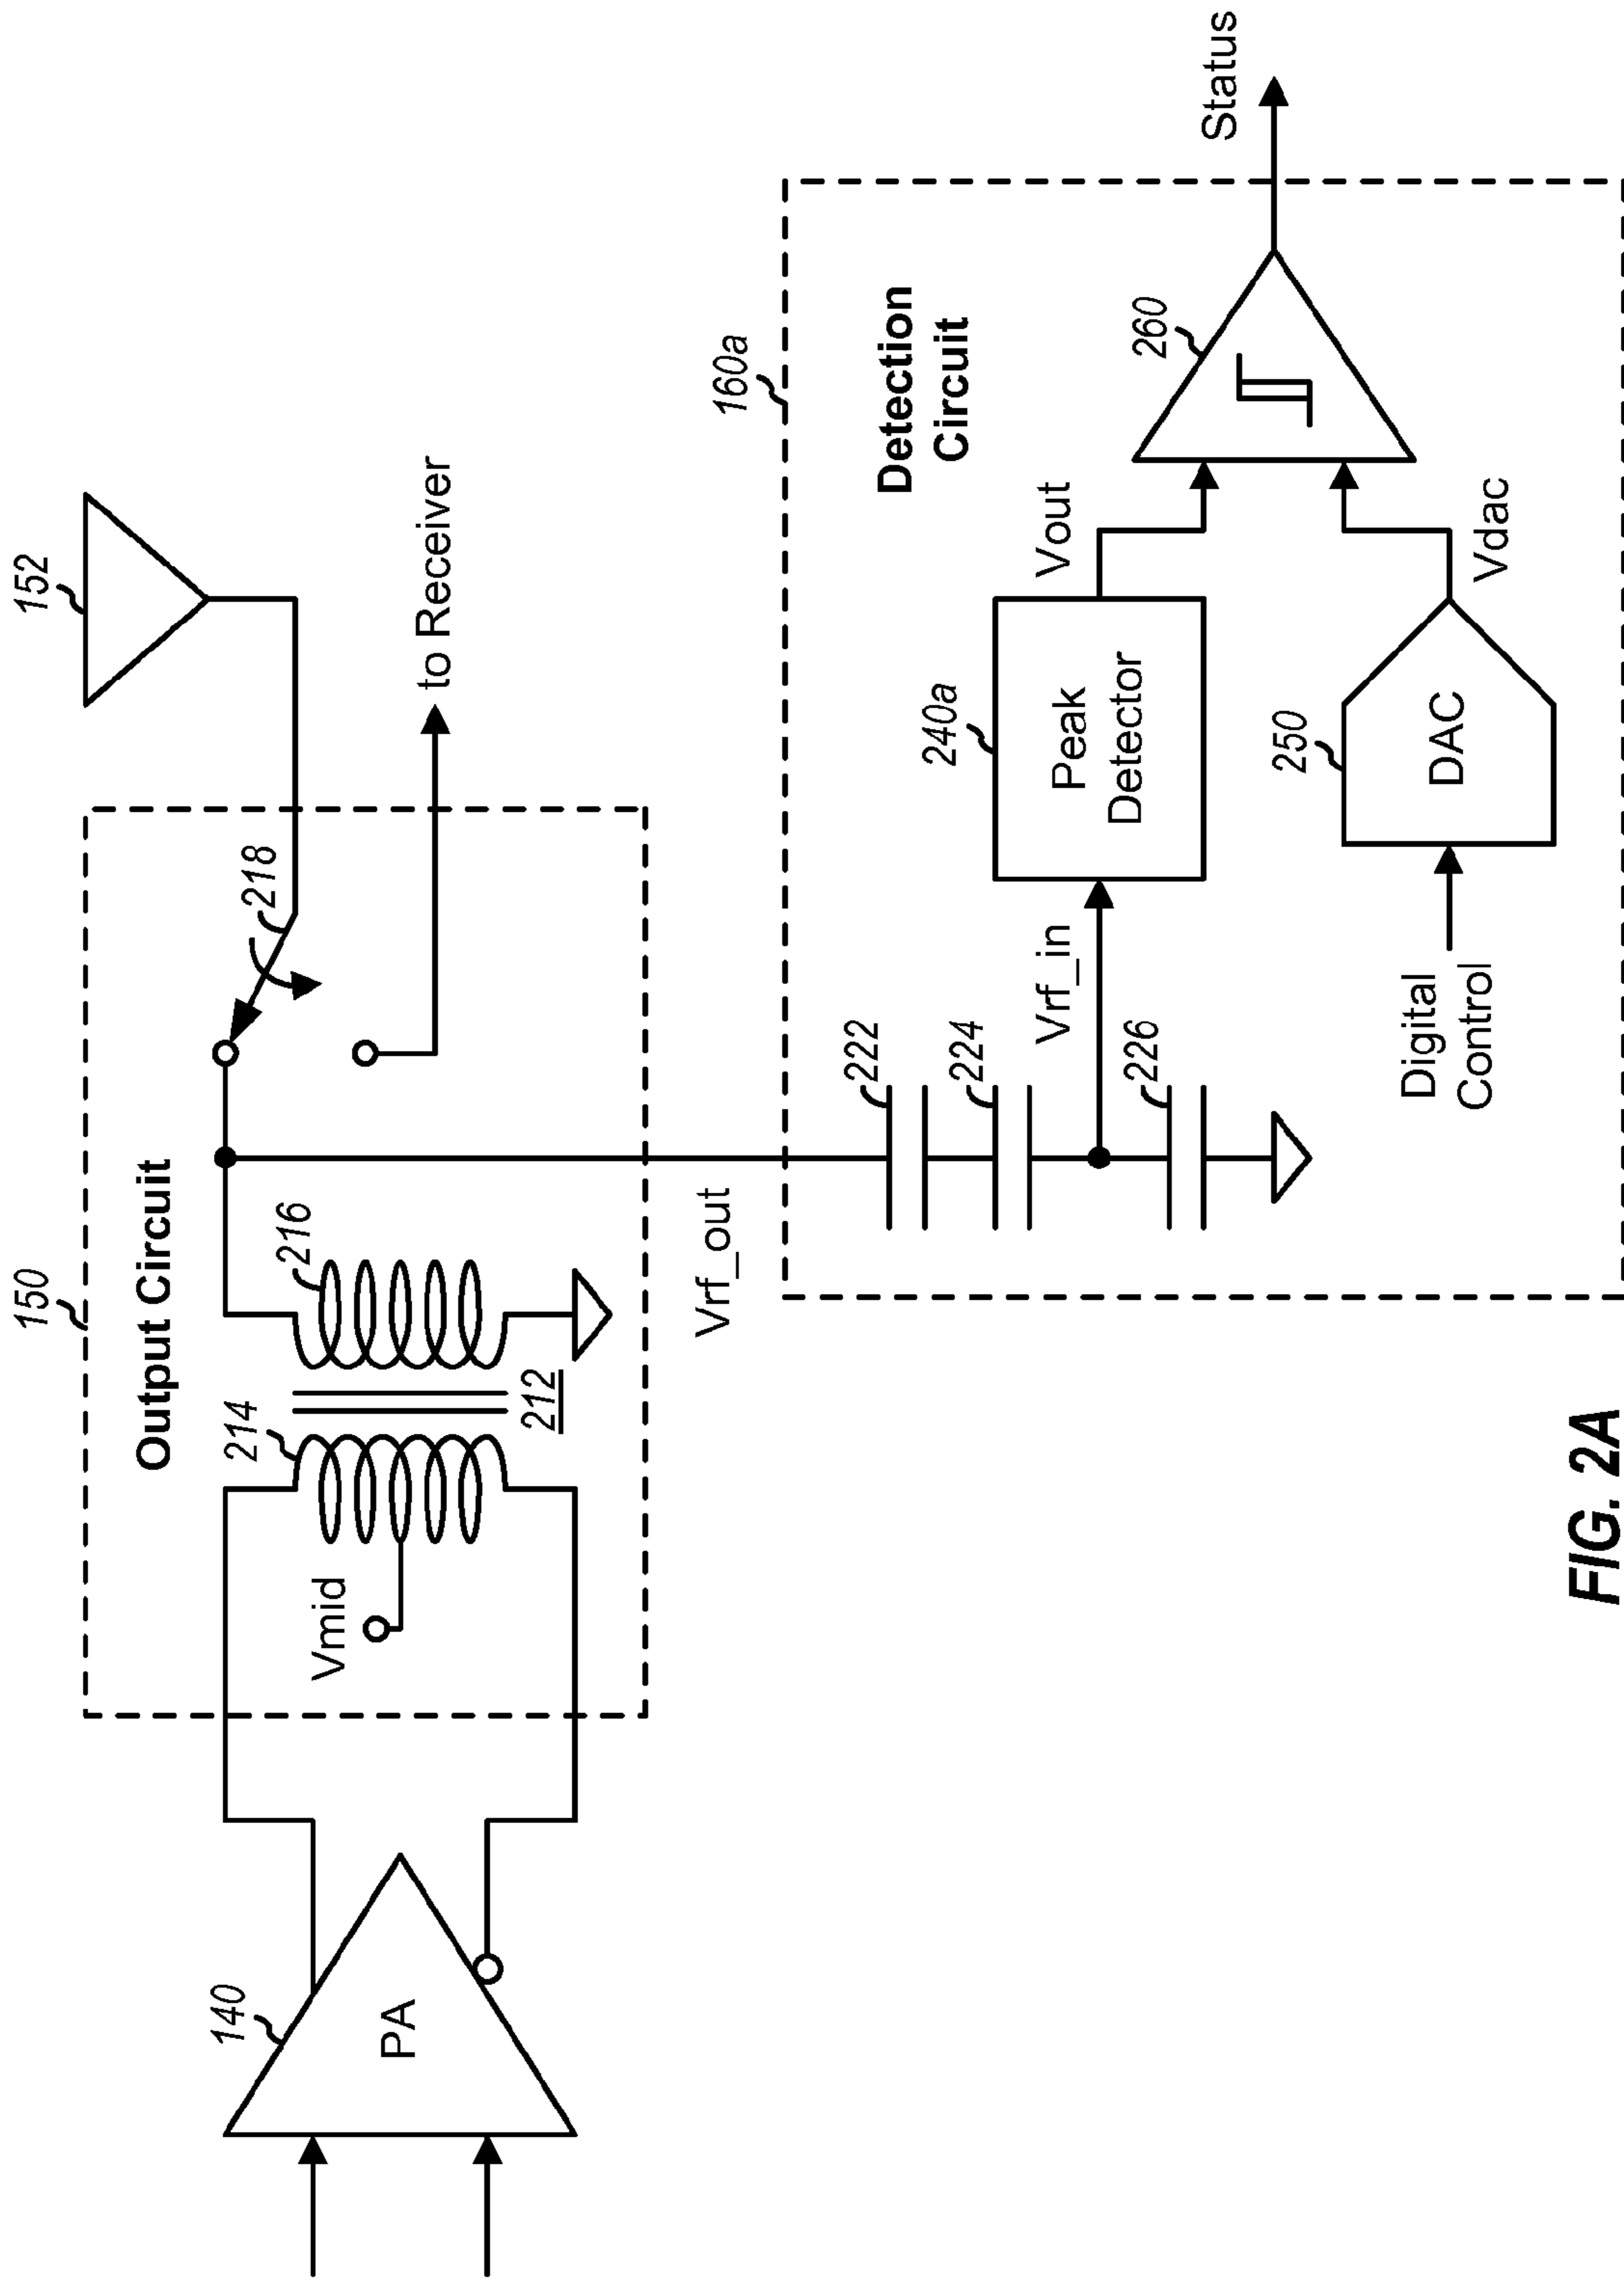 150
Output Circuit
152
140
PA
Vmid
214
212
216
218
to Receiver
Vrf_out
160a
Detection
Circuit
222
224
Vrf_in
226
240a
Peak
Detector
Vout
260
Status
Digital
Control
250
DAC
Vdac
FIG. 2A